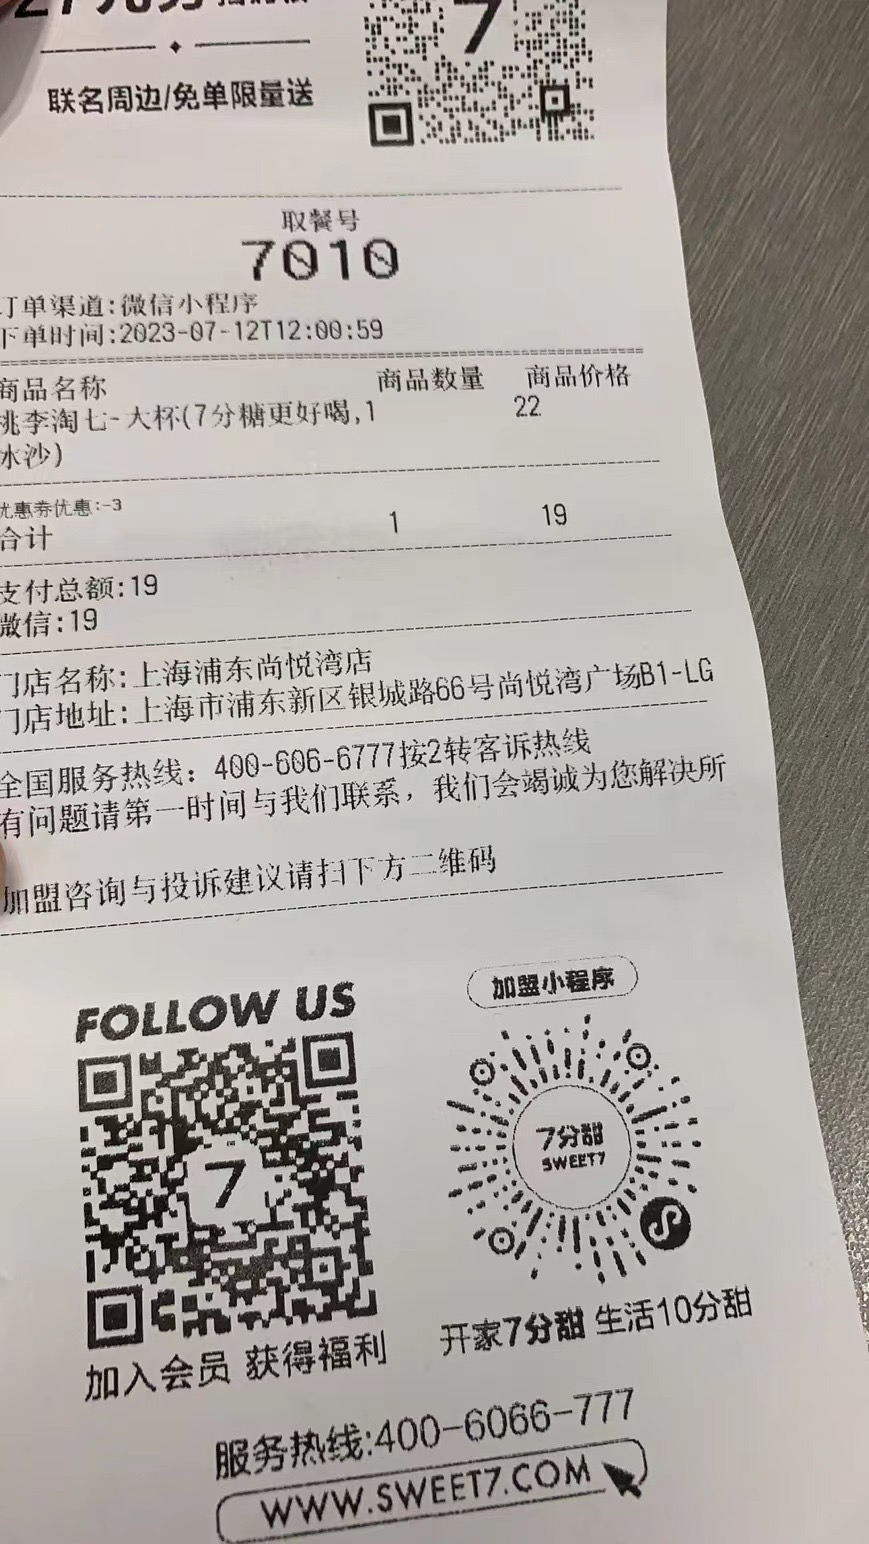 联名周边/免单限量送
7
取餐号
7010
订单渠道:微信小程序
下单时间:2023-07-12T12:00:59
商品名称 商品数量 商品价格
桃李淘七-大杯(7分糖更好喝,1 22
冰沙)
优惠券优惠:-3
合计 1 19
支付总额:19
微信:19
门店名称:上海浦东尚悦湾店
门店地址:上海市浦东新区银城路66号尚悦湾广场B1-LG
全国服务热线：400-606-6777按2转客诉热线
有问题请第一时间与我们联系，我们会竭诚为您解决所
加盟咨询与投诉建议请扫下方二维码
FOLLOW US
加盟小程序
7
7分甜
SWEET7
加入会员 获得福利
开家7分甜 生活10分甜
服务热线:400-6066-777
WWW.SWEET7.COM